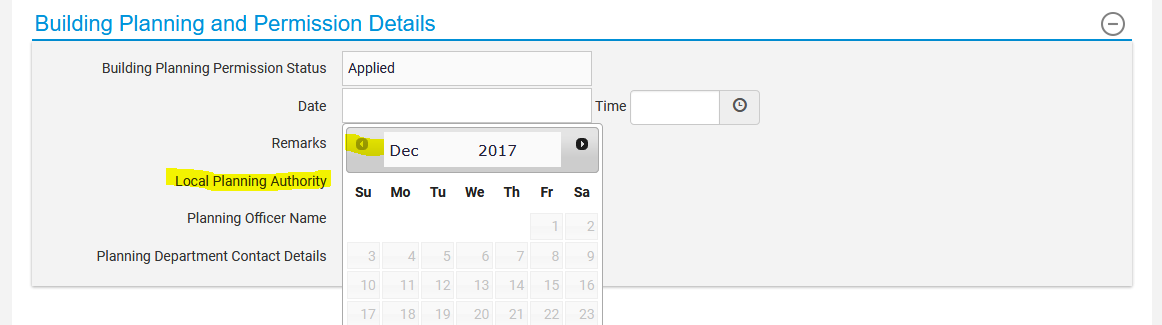 Building Planning and Permission Details
Building Planning Permission Status Applied
Date Time
Remarks
Dec 2017
Local Planning Authority
Su Mo Tu We Th Fr Sa
Planning Officer Name
1 2
Planning Department Contact Details
3 4 5 6 7 8 9
10 11 12 13 14 15 16
17 18 19 20 21 22 23